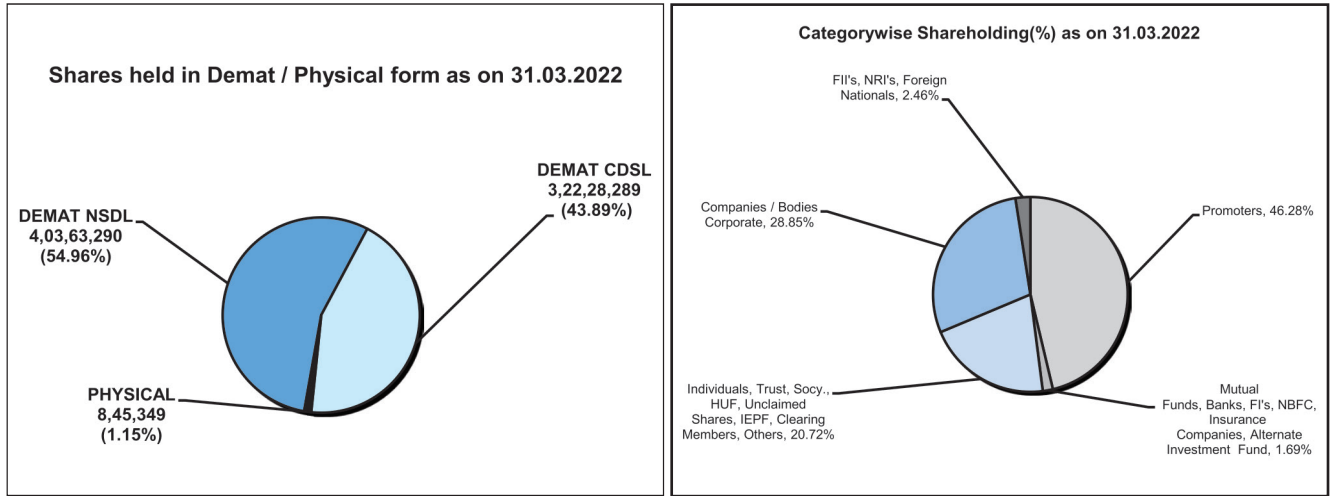 Shares held in Demat / Physical form as on 31.03.2022
DEMAT CDSL
3,22,28,289
(43.89%)
DEMAT NSDL
4,03,63,290
(54.96%)
PHYSICAL
8,45,349
(1.15%)
Categorywise Shareholding(%) as on 31.03.2022
FII's, NRI's, Foreign
Nationals, 2.46%
Companies / Bodies
Corporate, 28.85%
Promoters, 46.28%
Individuals, Trust, Socy.,
HUF, Unclaimed
Shares, IEPF, Clearing
Members, Others, 20.72%
Mutual
Funds, Banks, FI's, NBFC,
Insurance
Companies, Alternate
Investment Fund, 1.69%